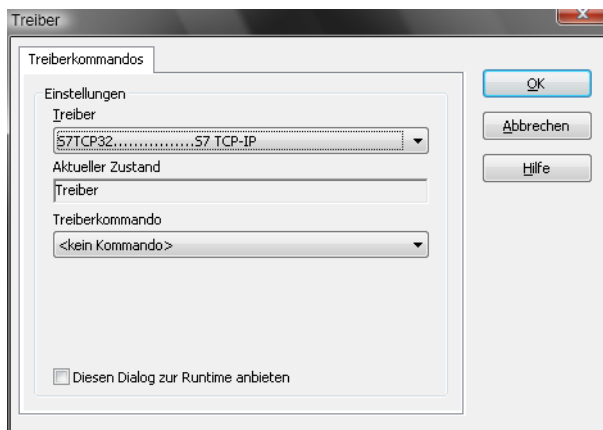 Treiber
Treiberkommandos
Einstellungen
Treiber
S7TCP32................S7 TCP-IP
Aktueller Zustand
Treiber
Treiberkommando
<kein Kommando>
Diesen Dialog zur Runtime anbieten
OK
Abbrechen
Hilfe